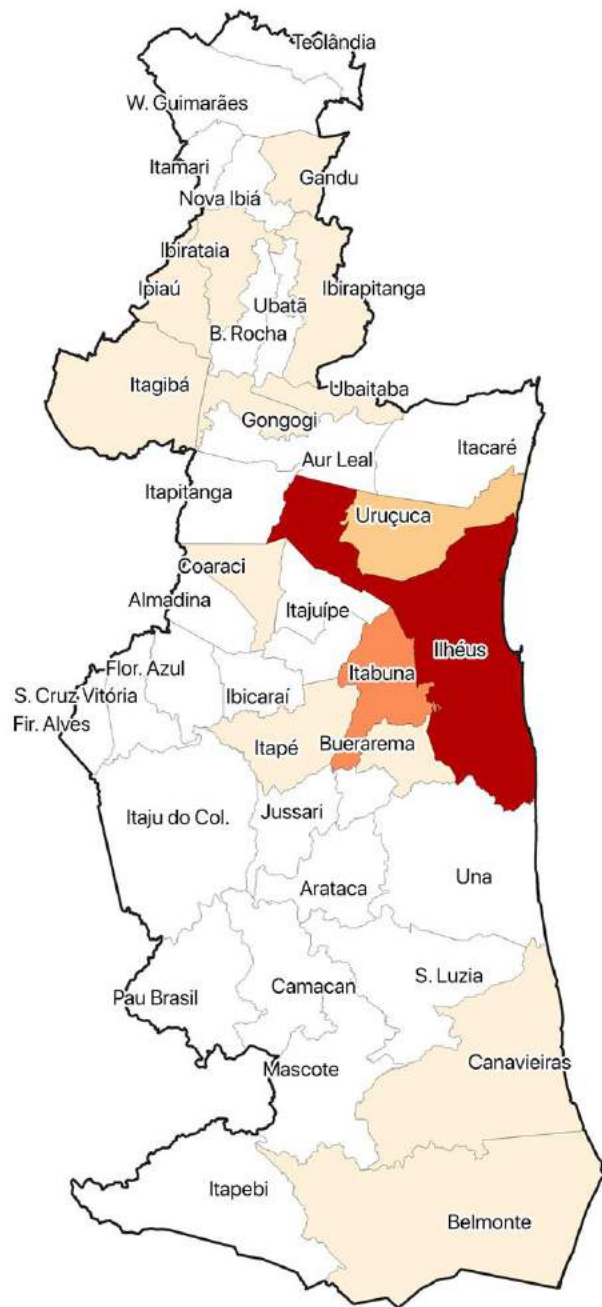 Teolândia
W. Guimarães
Itamari
Gandu
Nova Ibiá
Ibirataia
Ipiaú
Ibirapitanga
Ubatã
B. Rocha
Itagibá
Ubaitaba
Gongogi
Itacaré
Aur Leal
Itapitanga
Uruçuca
Coaraci
Almadina
Itajuípe
Ilhéus
Flor. Azul
Itabuna
S. Cruz Vitória
Ibicaraí
Fir. Alves
Itapé
Buerarema
Itaju do Col.
Jussari
Una
Arataca
S. Luzia
Camacan
Pau Brasil
Canavieiras
Mascote
Itapebi
Belmonte